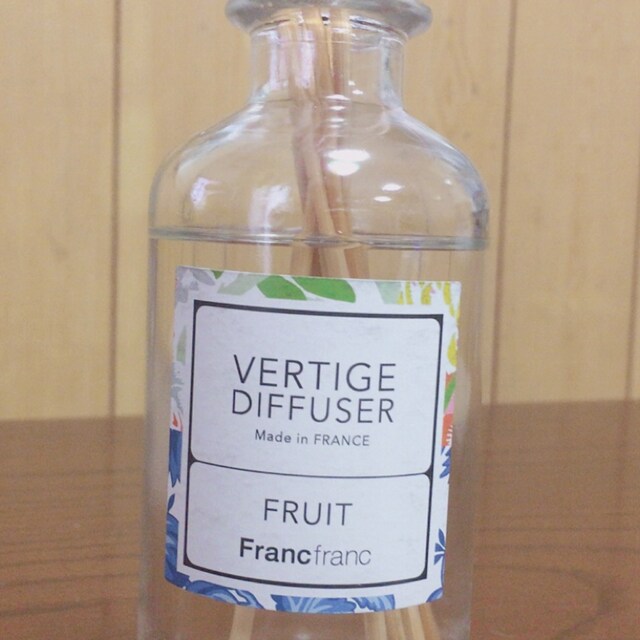 VERTIGE
DIFFUSER
Made in FRANCE
FRUIT
Francfranc